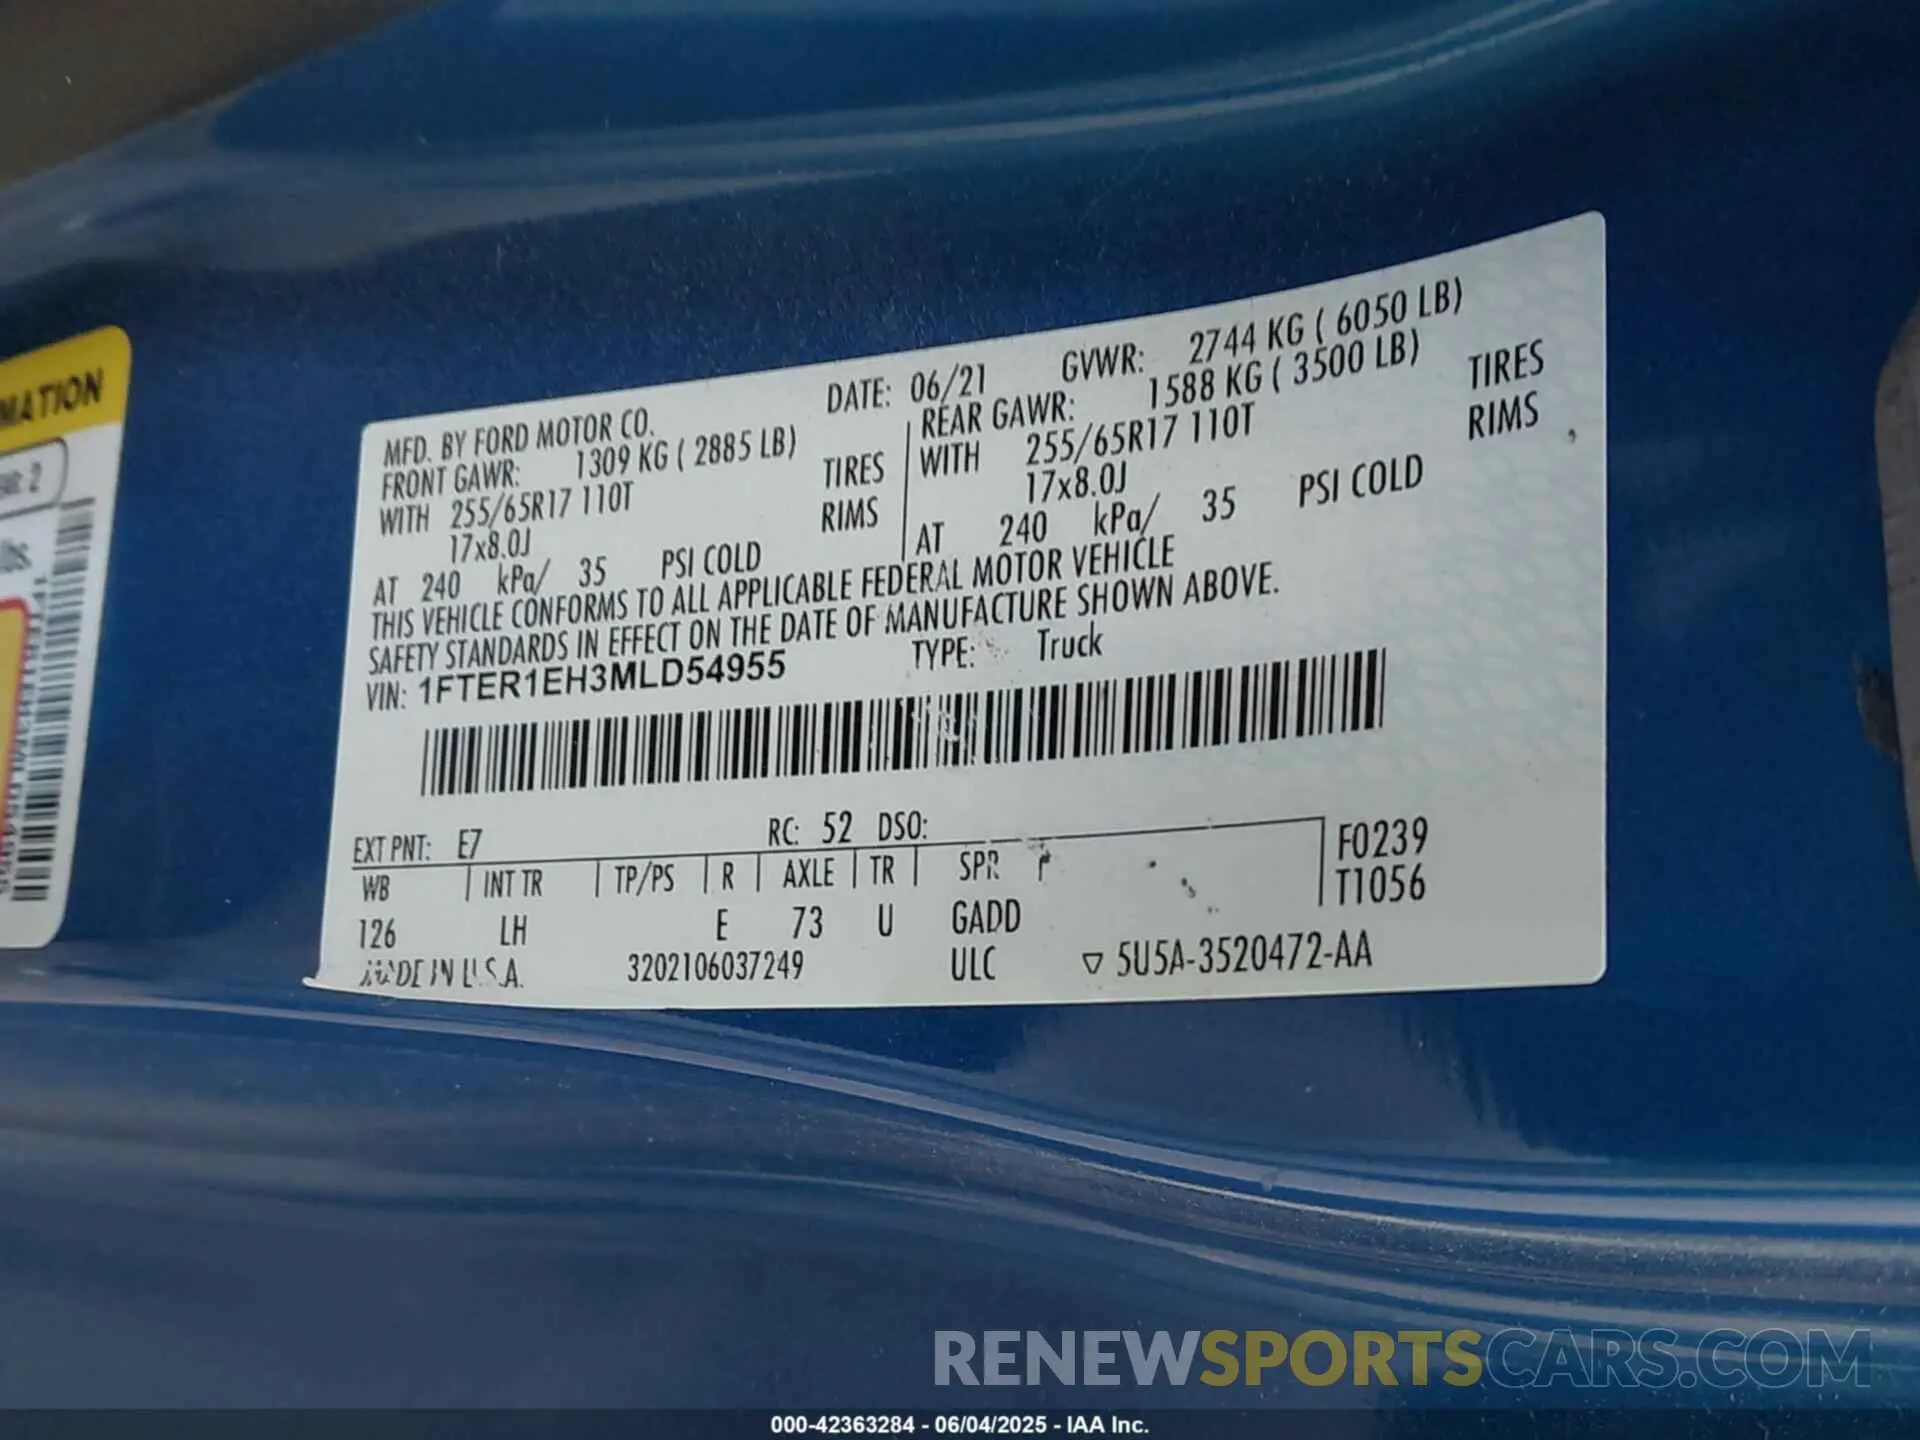 MATION
lbs
MFD. BY FORD MOTOR CO. DATE: 06/21 GVWR: 2744 KG ( 6050 LB)
FRONT GAWR: 1309 KG ( 2885 LB) REAR GAWR: 1588 KG ( 3500 LB)
WITH 255/65R17 110T TIRES WITH 255/65R17 110T TIRES
17x8.0J RIMS 17x8.0J RIMS
AT 240 kPa/ 35 PSI COLD AT 240 kPa/ 35 PSI COLD
THIS VEHICLE CONFORMS TO ALL APPLICABLE FEDERAL MOTOR VEHICLE
SAFETY STANDARDS IN EFFECT ON THE DATE OF MANUFACTURE SHOWN ABOVE.
VIN: 1FTER1EH3MLD54955 TYPE: Truck
EXT PNT: E7 RC: 52 DSO:
WB INT TR TP/PS R AXLE TR SPR F0239
126 LH E 73 U GADD T1056
MADE IN U.S.A. 3202106037249 ULC ▽ 5U5A-3520472-AA
RENEWSPORTSCARS.COM
000-42363284 - 06/04/2025 - IAA Inc.